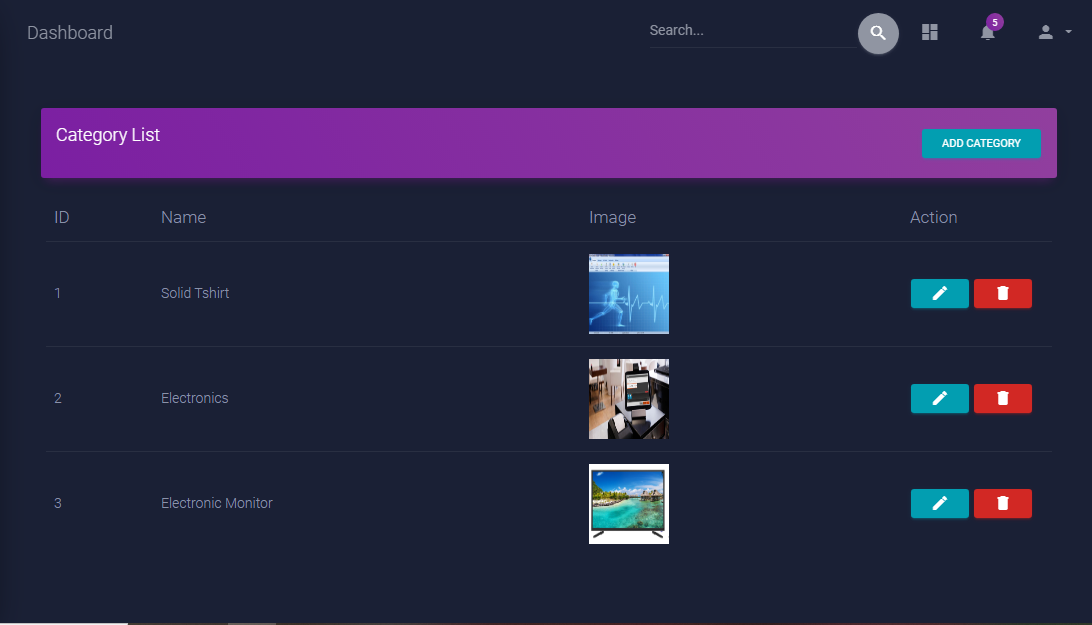 Dashboard
Search...
5
Category List
ADD CATEGORY
ID Name Image Action
1 Solid Tshirt
2 Electronics
3 Electronic Monitor